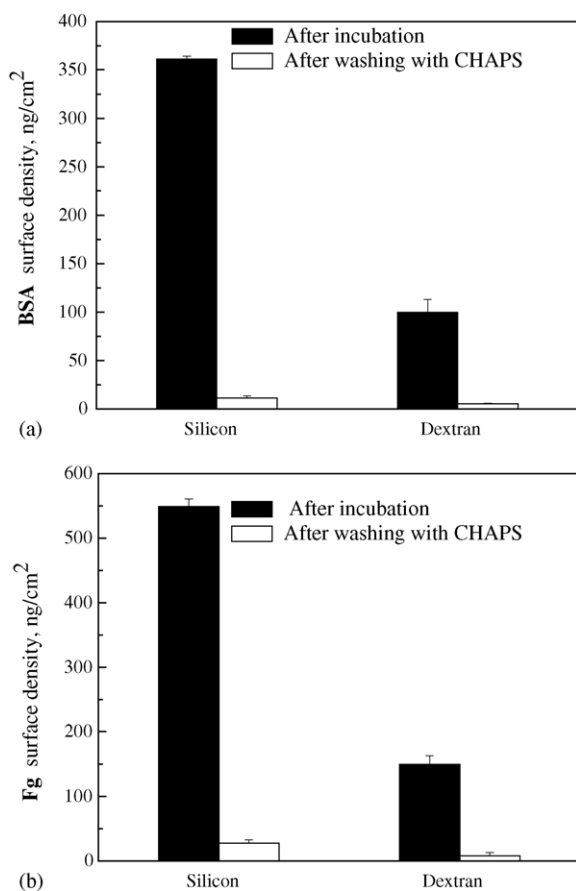 400
350
300
250
200
150
100
50
0
BSA surface density, ng/cm²
After incubation
After washing with CHAPS
Silicon Dextran
(a)
600
500
400
300
200
100
0
Fg surface density, ng/cm²
After incubation
After washing with CHAPS
Silicon Dextran
(b)